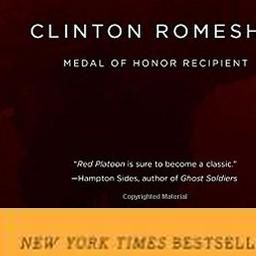 CLINTON ROMESH
MEDAL OF HONOR RECIPIENT
"Red Platoon is sure to become a classic."
—Hampton Sides, author of Ghost Soldiers
Copyrighted Material
NEW YORK TIMES BESTSELL